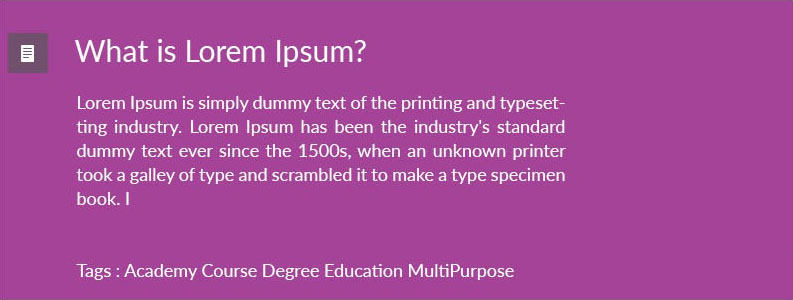 What is Lorem Ipsum?
Lorem Ipsum is simply dummy text of the printing and typeset-
ting industry. Lorem Ipsum has been the industry's standard
dummy text ever since the 1500s, when an unknown printer
took a galley of type and scrambled it to make a type specimen
book. I
Tags : Academy Course Degree Education MultiPurpose